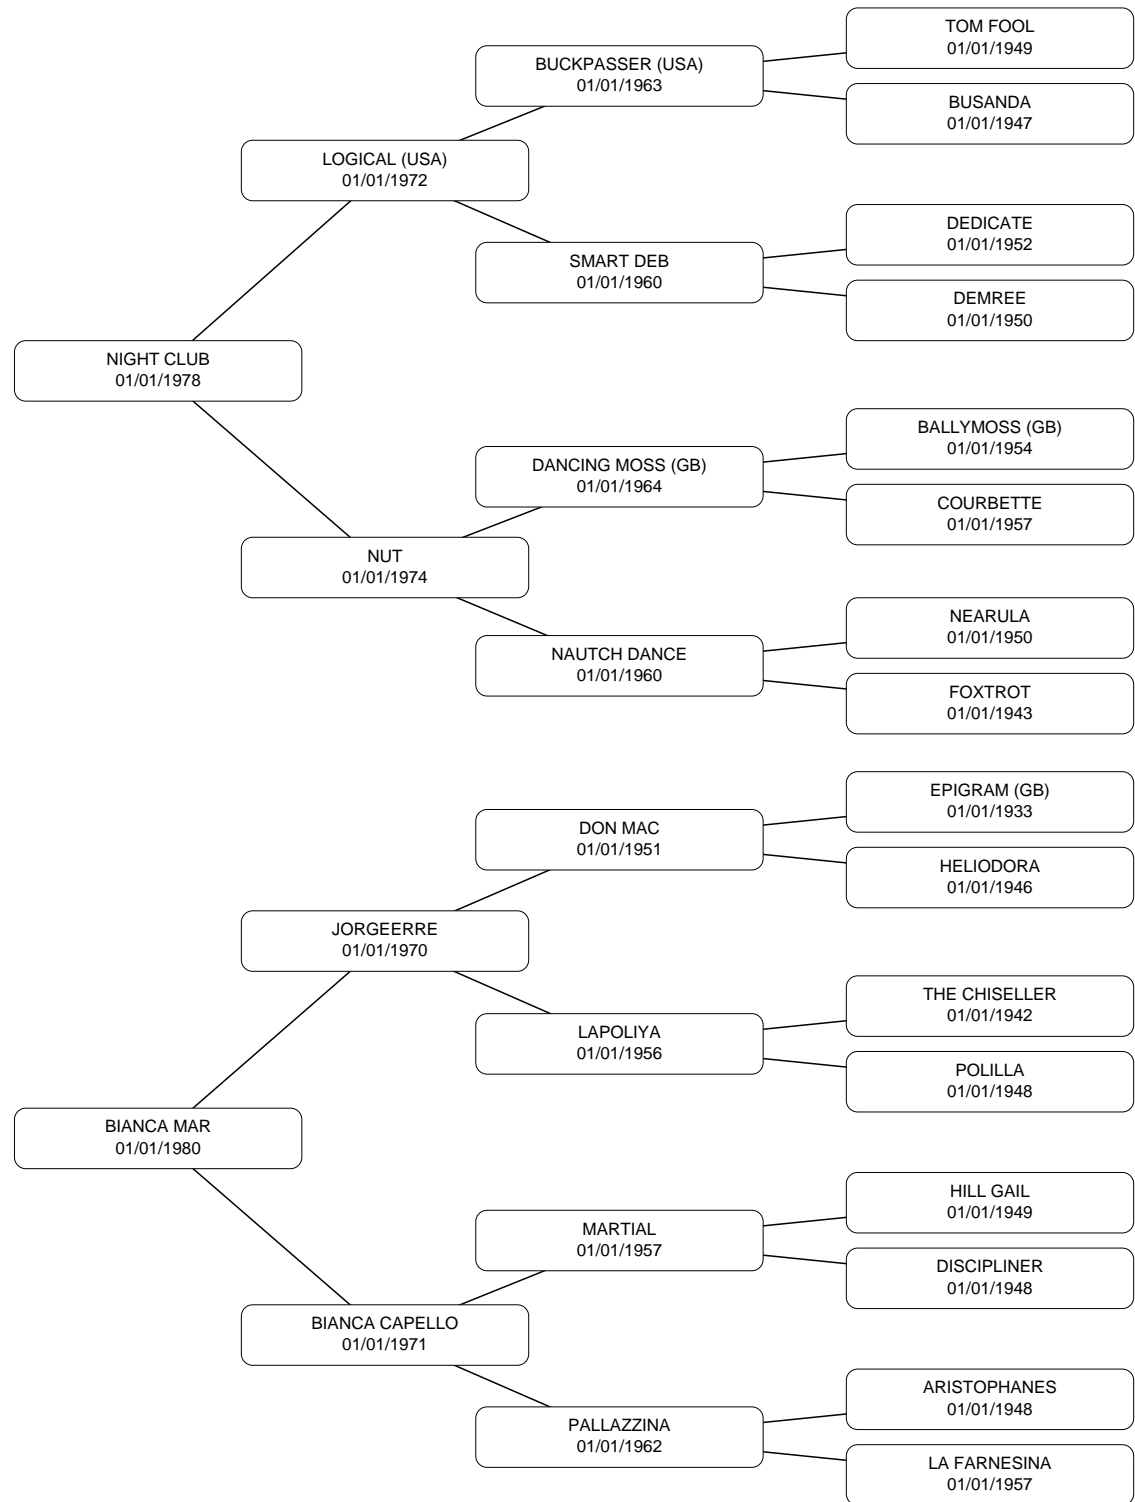 TOM FOOL
01/01/1949
BUCKPASSER (USA)
01/01/1963
BUSANDA
01/01/1947
LOGICAL (USA)
01/01/1972
DEDICATE
01/01/1952
SMART DEB
01/01/1960
DEMREE
01/01/1950
NIGHT CLUB
01/01/1978
BALLYMOSS (GB)
01/01/1954
DANCING MOSS (GB)
01/01/1964
COURBETTE
01/01/1957
NUT
01/01/1974
NEARULA
01/01/1950
NAUTCH DANCE
01/01/1960
FOXTROT
01/01/1943
EPIGRAM (GB)
01/01/1933
DON MAC
01/01/1951
HELIODORA
01/01/1946
JORGEERRE
01/01/1970
THE CHISELLER
01/01/1942
LAPOLIYA
01/01/1956
POLILLA
01/01/1948
BIANCA MAR
01/01/1980
HILL GAIL
01/01/1949
MARTIAL
01/01/1957
DISCIPLINER
01/01/1948
BIANCA CAPELLO
01/01/1971
ARISTOPHANES
01/01/1948
PALLAZZINA
01/01/1962
LA FARNESINA
01/01/1957